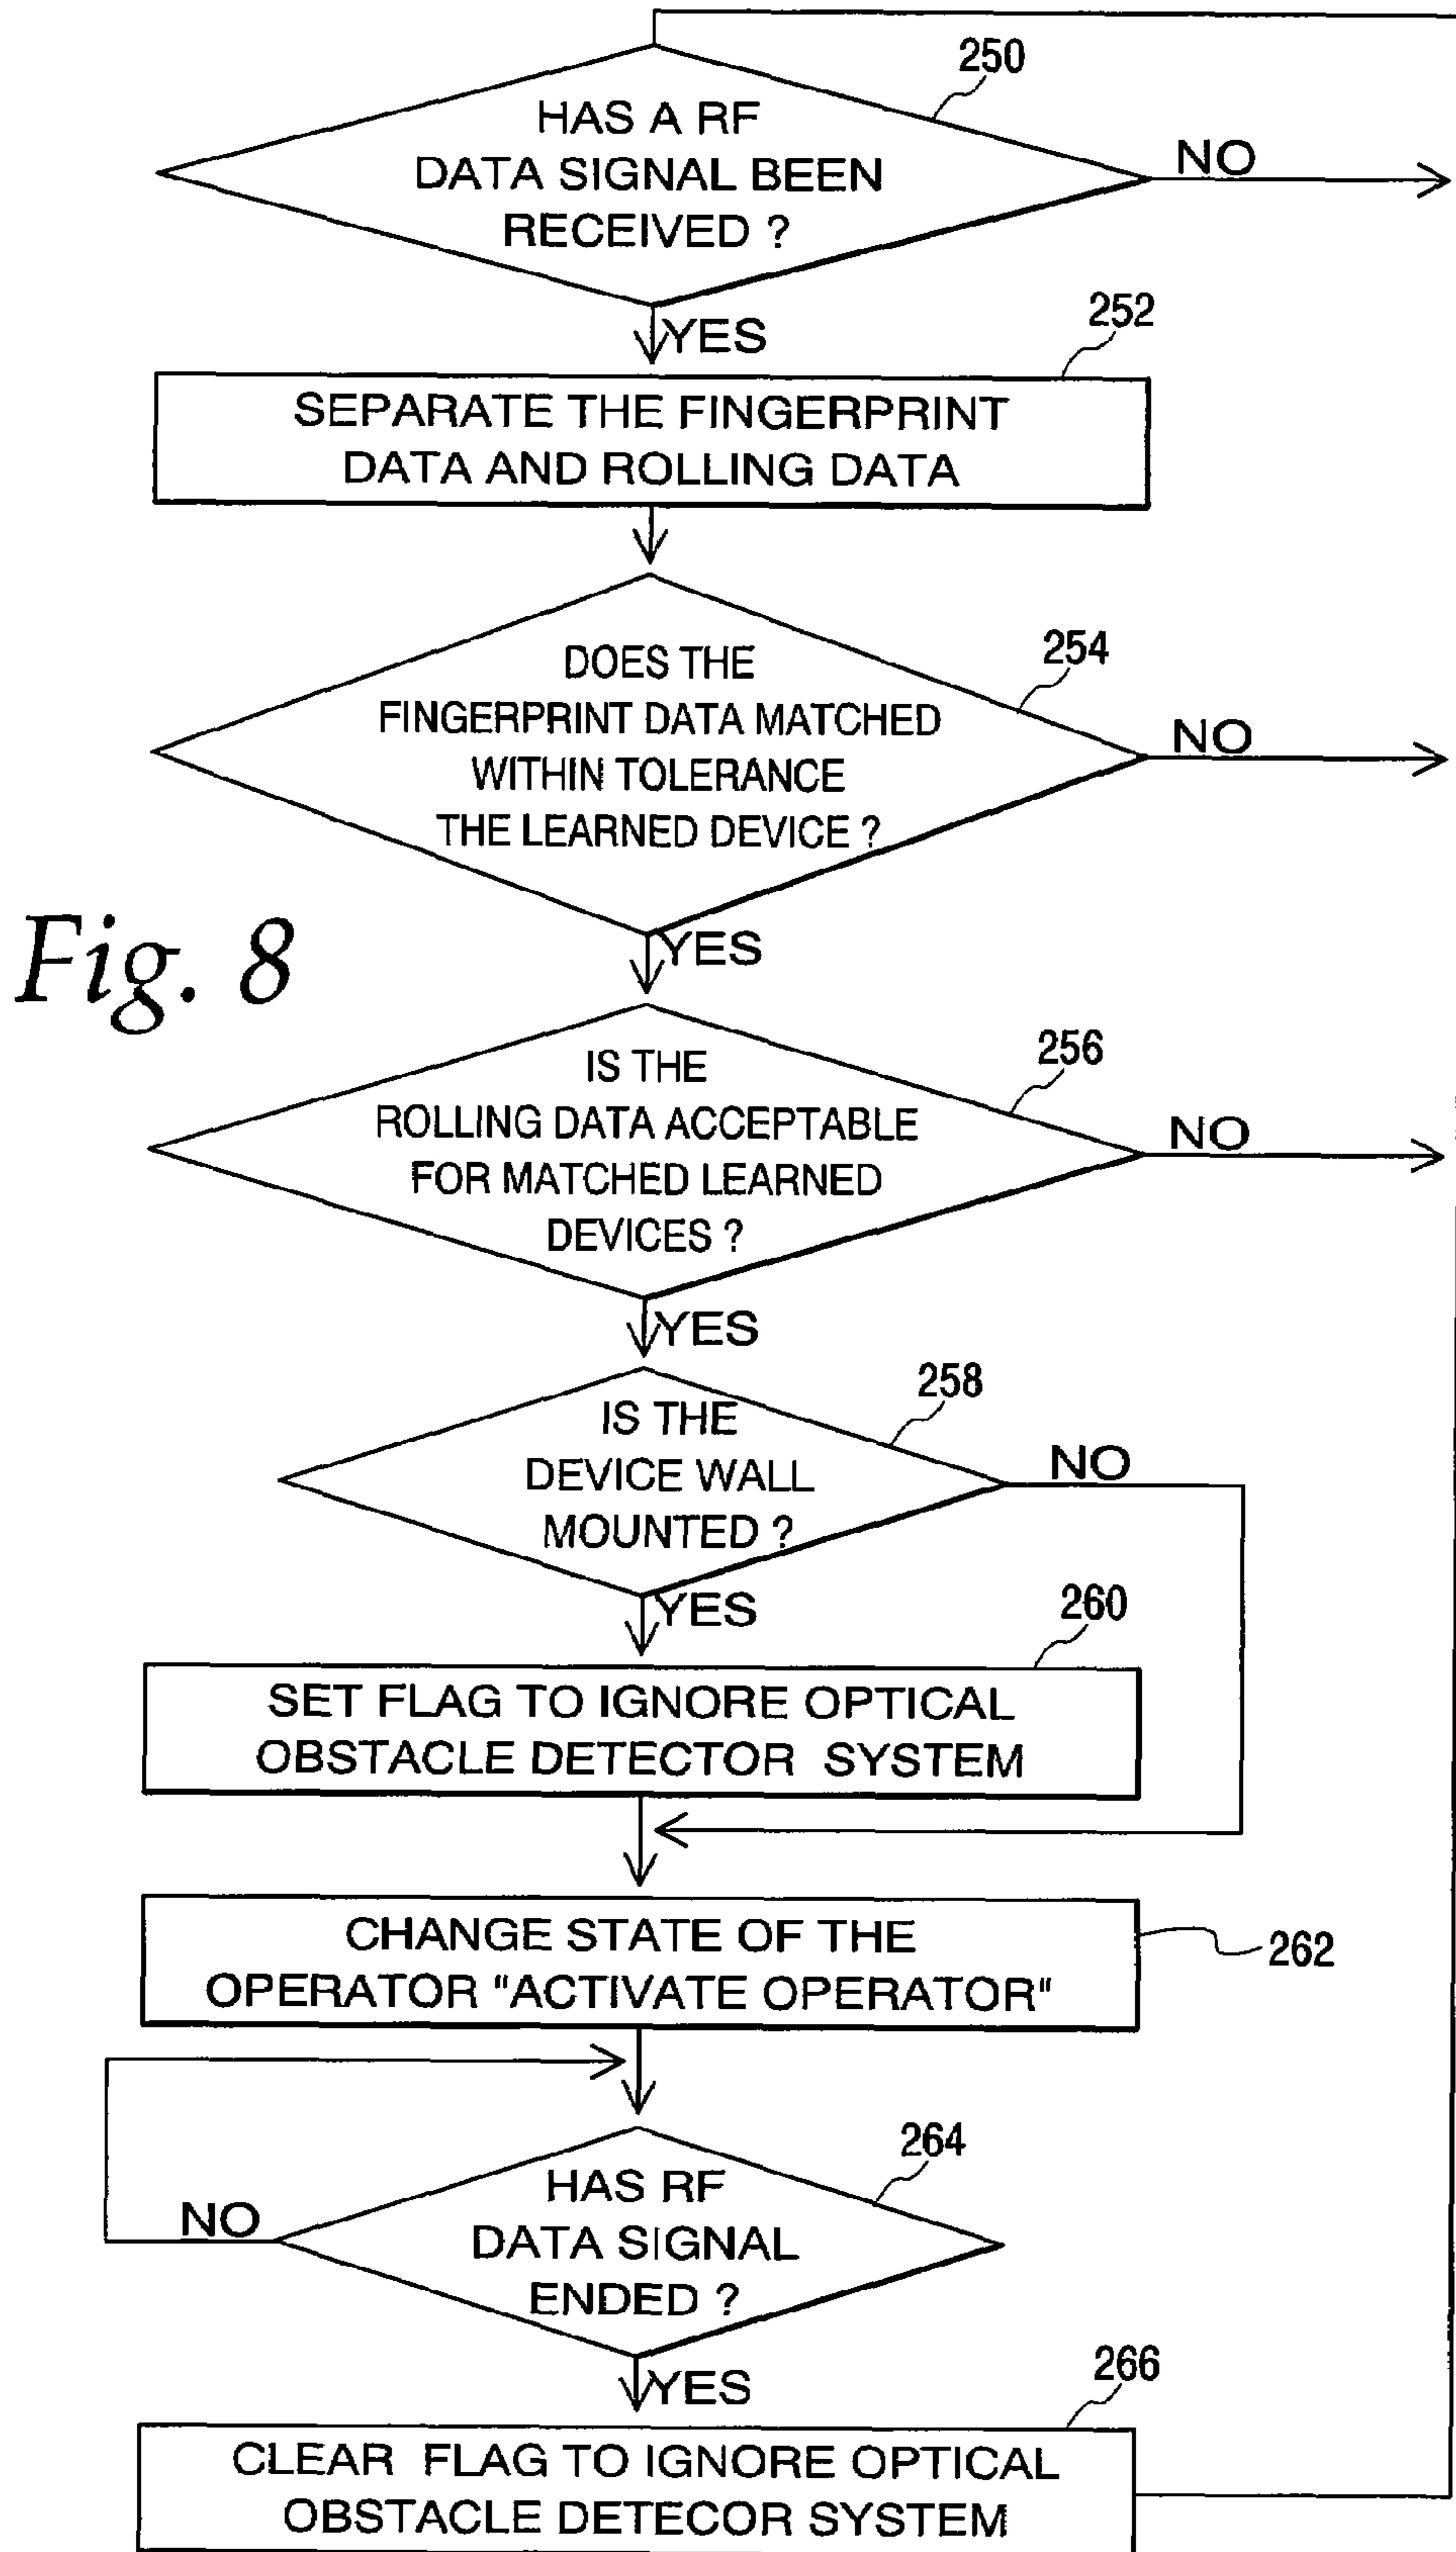 250
HAS A RF
DATA SIGNAL BEEN
RECEIVED ?
NO
YES
252
SEPARATE THE FINGERPRINT
DATA AND ROLLING DATA
254
DOES THE
FINGERPRINT DATA MATCHED
WITHIN TOLERANCE
THE LEARNED DEVICE ?
NO
YES
Fig. 8
256
IS THE
ROLLING DATA ACCEPTABLE
FOR MATCHED LEARNED
DEVICES ?
NO
YES
258
IS THE
DEVICE WALL
MOUNTED ?
NO
YES
260
SET FLAG TO IGNORE OPTICAL
OBSTACLE DETECTOR SYSTEM
CHANGE STATE OF THE
OPERATOR "ACTIVATE OPERATOR"
262
264
HAS RF
DATA SIGNAL
ENDED ?
NO
YES
266
CLEAR FLAG TO IGNORE OPTICAL
OBSTACLE DETECOR SYSTEM